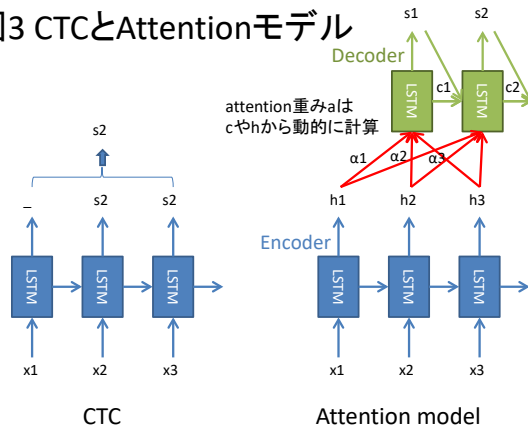 図3 CTCとAttentionモデル
s1 s2
Decoder
LSTM LSTM
c1 c2
attention重みaは
cやhから動的に計算
α1 α2 α3
s2
_ s2 s2
h1 h2 h3
Encoder
LSTM LSTM LSTM
LSTM LSTM LSTM
x1 x2 x3
x1 x2 x3
CTC
Attention model